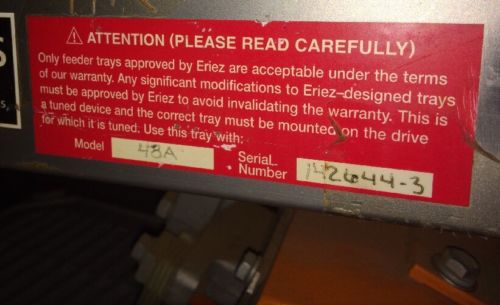 S
⚠ ATTENTION (PLEASE READ CAREFULLY)
Only feeder trays approved by Eriez are acceptable under the terms
of our warranty. Any significant modifications to Eriez-designed trays
must be approved by Eriez to avoid invalidating the warranty. This is
a tuned device and the correct tray must be mounted on the drive
for which it is tuned. Use this tray with:
Model 48A Serial Number 142644-3